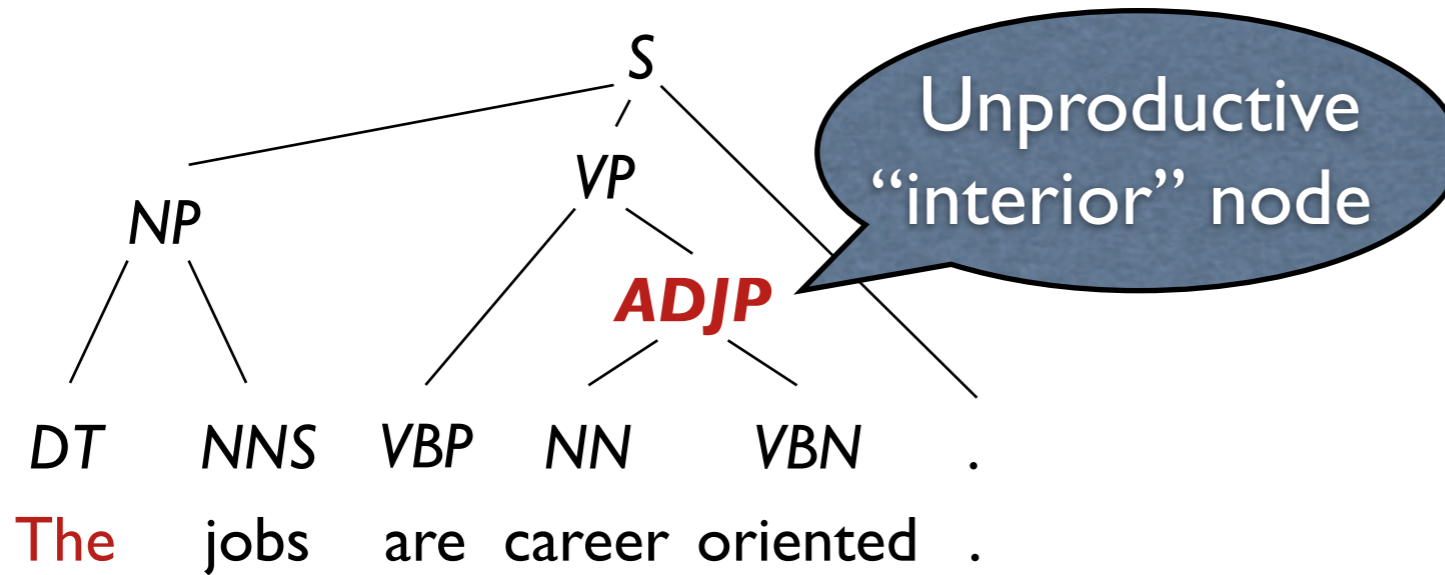 S
Unproductive
“interior” node
VP
NP
ADJP
DT NNS VBP NN VBN .
The jobs are career oriented .